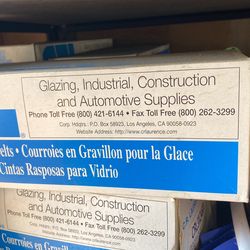 Glazing, Industrial, Construction
and Automotive Supplies
Phone Toll Free (800) 421-6144 • Fax Toll Free (800) 262-3299
Corp. Hdqtrs.: P.O. Box 58923, Los Angeles, CA 90058-0923
Website Address: http://www.crlaurence.com
elts • Courroies en Gravillon pour la Glace
Cintas Rasposas para Vidrio
Glazing, Industrial, Construction
and Automotive Supplies
Phone Toll Free (800) 421-6144 • Fax Toll Free (800)
Courroies en